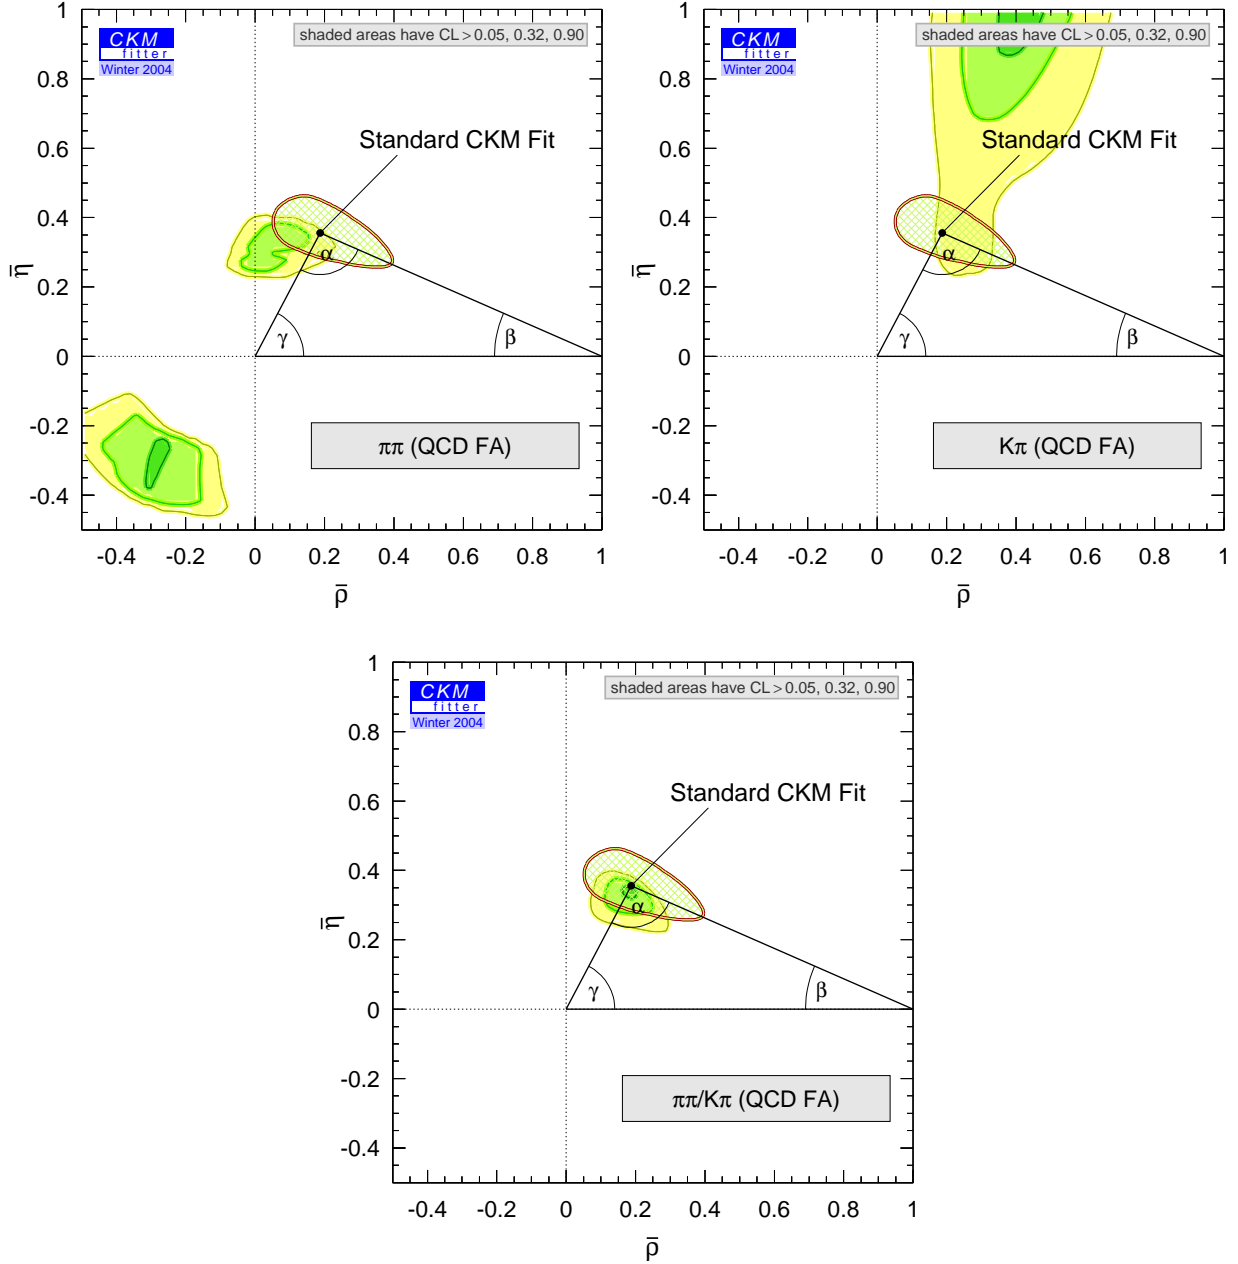 CKM
fitter
Winter 2004
shaded areas have CL > 0.05, 0.32, 0.90
Standard CKM Fit
α
γ
β
ππ (QCD FA)
1
0.8
0.6
0.4
0.2
0
-0.2
-0.4
η̄
-0.4 -0.2 0 0.2 0.4 0.6 0.8 1
ρ̄
CKM
fitter
Winter 2004
shaded areas have CL > 0.05, 0.32, 0.90
Standard CKM Fit
α
γ
β
Kπ (QCD FA)
1
0.8
0.6
0.4
0.2
0
-0.2
-0.4
η̄
-0.4 -0.2 0 0.2 0.4 0.6 0.8 1
ρ̄
CKM
fitter
Winter 2004
shaded areas have CL > 0.05, 0.32, 0.90
Standard CKM Fit
α
γ
β
ππ/Kπ (QCD FA)
1
0.8
0.6
0.4
0.2
0
-0.2
-0.4
η̄
-0.4 -0.2 0 0.2 0.4 0.6 0.8 1
ρ̄